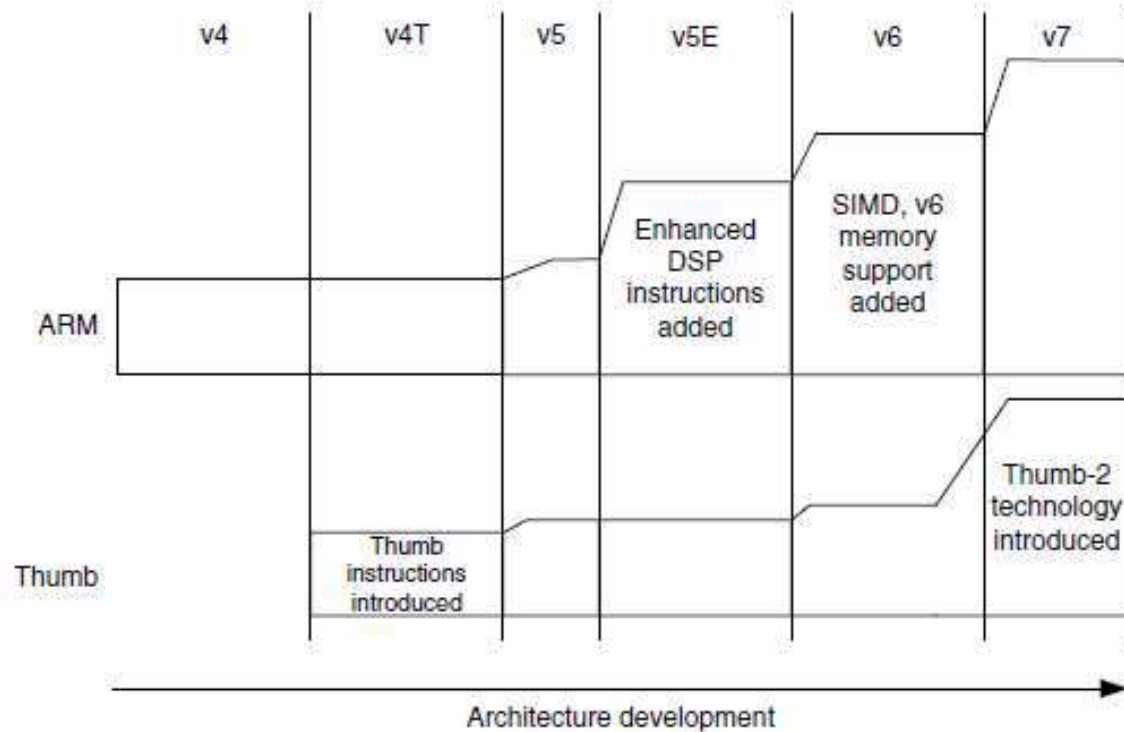 v4
v4T
v5
v5E
v6
v7
Enhanced
DSP
instructions
added
SIMD, v6
memory
support
added
ARM
Thumb-2
technology
introduced
Thumb
instructions
introduced
Thumb
Architecture development